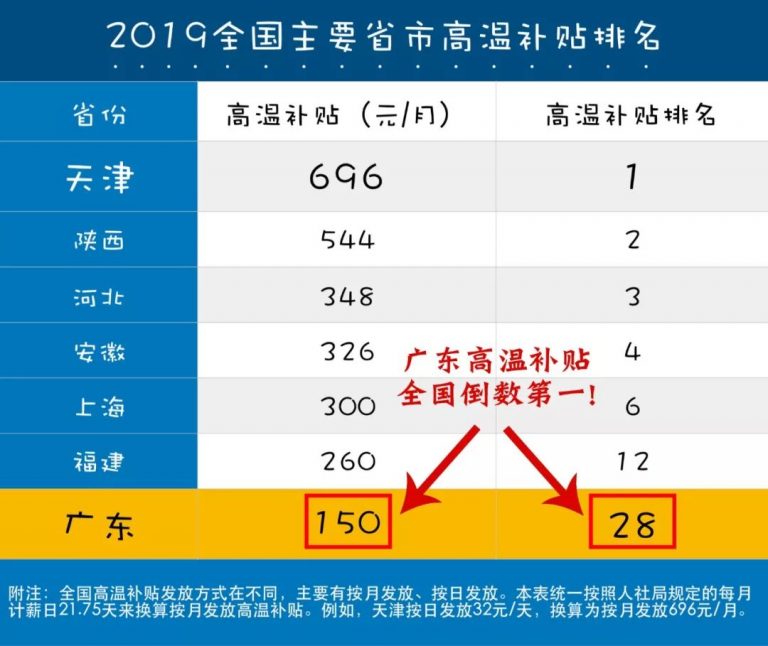 2019全国主要省市高温补贴排名
省份 高温补贴（元/月） 高温补贴排名
天津 696 1
陕西 544 2
河北 348 3
安徽 326 4
广东高温补贴
全国倒数第一!
上海 300 6
福建 260 12
广东 150 28
附注：全国高温补贴发放方式在不同，主要有按月发放、按日发放。本表统一按照人社局规定的每月
计薪日21.75天来换算按月发放高温补贴。例如，天津按日发放32元/天，换算为按月发放696元/月。